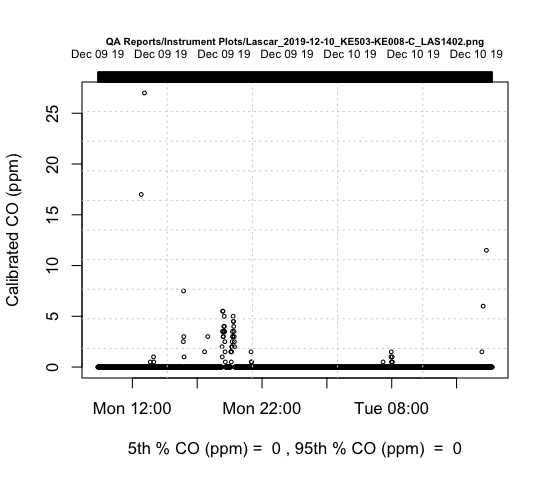 QA Reports/Instrument Plots/Lascar_2019-12-10_KE503-KE008-C_LAS1402.png
Dec 09 19 Dec 09 19 Dec 09 19 Dec 09 19 Dec 10 19 Dec 10 19 Dec 10 19
25
20
15
10
5
0
Calibrated CO (ppm)
Mon 12:00 Mon 22:00 Tue 08:00
5th % CO (ppm) = 0 , 95th % CO (ppm) = 0